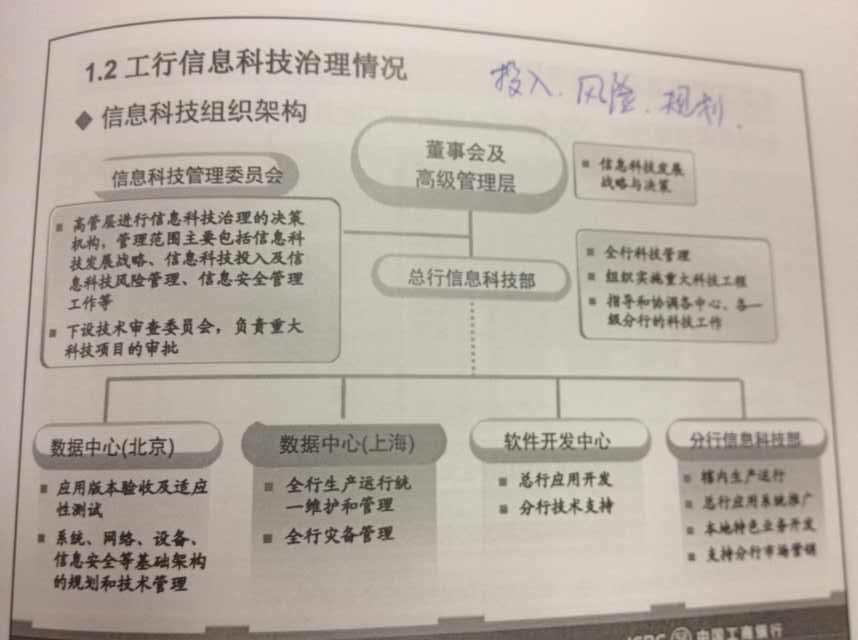 1.2 工行信息科技治理情况
投入、风险、规划.
◆ 信息科技组织架构
董事会及
高级管理层
■ 信息科技发展
战略与决策
信息科技管理委员会
■ 高管层进行信息科技治理的决策
机构，管理范围主要包括信息科
技发展战略、信息科技投入及信
息科技风险管理、信息安全管理
工作等
■ 下设技术审查委员会，负责重大
科技项目的审批
总行信息科技部
■ 全行科技管理
■ 组织实施重大科技工程
■ 指导和协调各中心、各一
级分行的科技工作
数据中心(北京)
■ 应用版本验收及适应
性测试
■ 系统、网络、设备、
信息安全等基础架构
的规划和技术管理
数据中心(上海)
■ 全行生产运行统
一维护和管理
■ 全行灾备管理
软件开发中心
■ 总行应用开发
■ 分行技术支持
分行信息科技部
■ 辖内生产运行
■ 总行应用系统推广
■ 本地特色业务开发
■ 支持分行市场营销
ICBC 中国工商银行